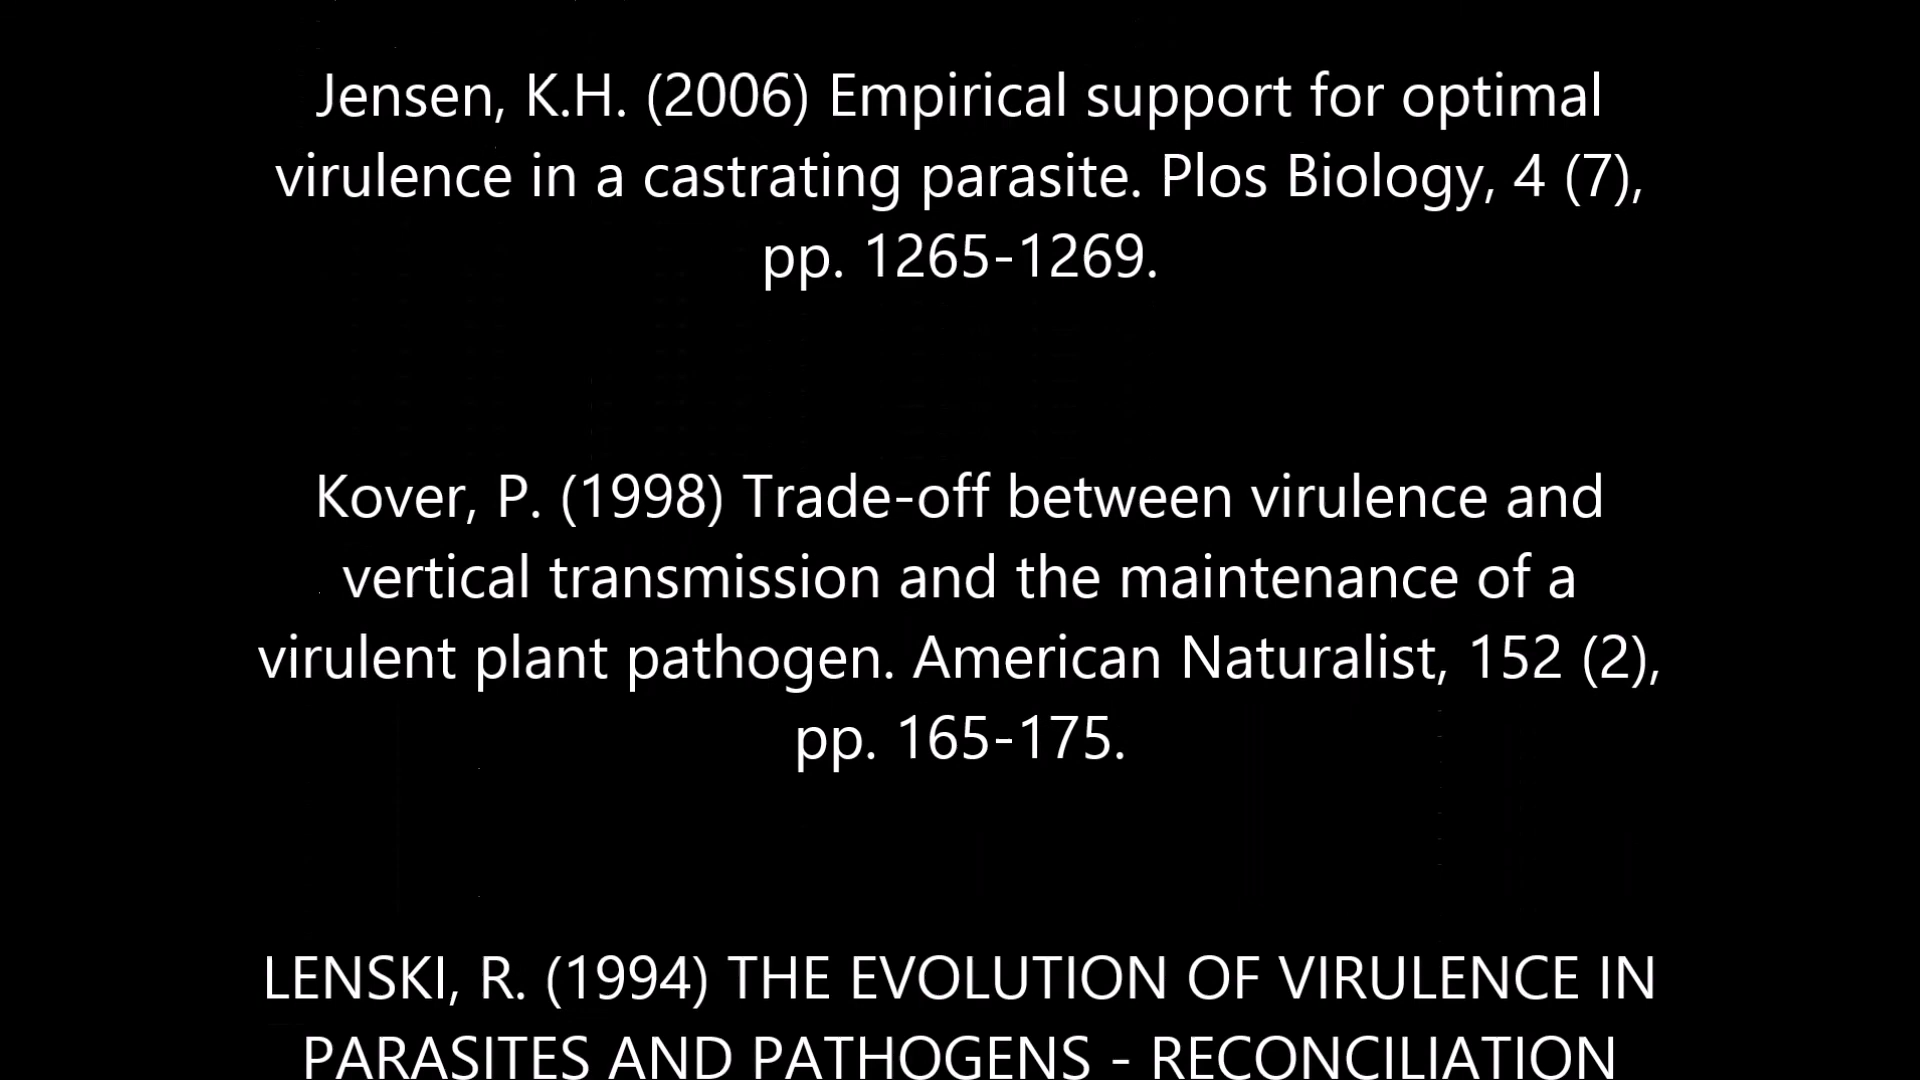 Jensen, K.H. (2006) Empirical support for optimal
virulence in a castrating parasite. Plos Biology, 4 (7),
pp. 1265-1269.
Kover, P. (1998) Trade-off between virulence and
vertical transmission and the maintenance of a
virulent plant pathogen. American Naturalist, 152 (2),
pp. 165-175.
LENSKI, R. (1994) THE EVOLUTION OF VIRULENCE IN
PARASITES AND PATHOGENS - RECONCILIATION